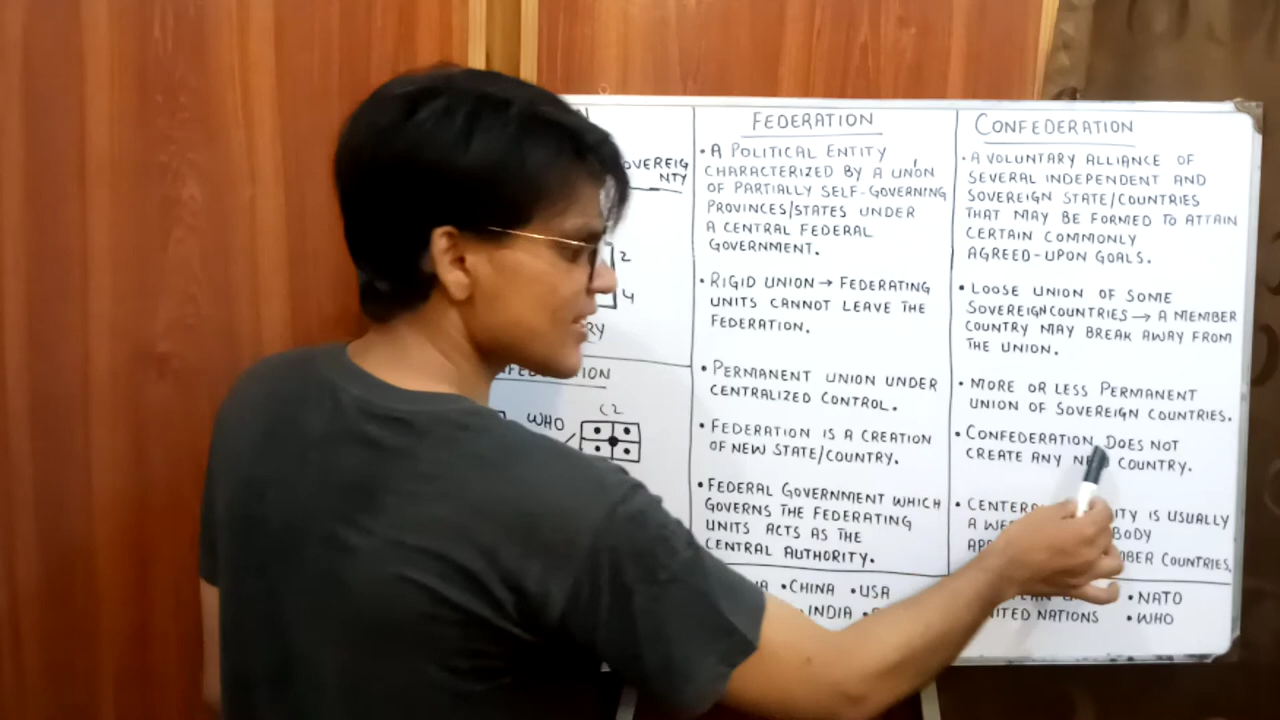 NTY
2
4
FEDERATION
• A POLITICAL ENTITY
CHARACTERIZED BY A UNION
OF PARTIALLY SELF-GOVERNING
PROVINCES/STATES UNDER
A CENTRAL FEDERAL
GOVERNMENT.
• RIGID UNION → FEDERATING
UNITS CANNOT LEAVE THE
FEDERATION.
• PERMANENT UNION UNDER
CENTRALIZED CONTROL.
• FEDERATION IS A CREATION
OF NEW STATE/COUNTRY.
• FEDERAL GOVERNMENT WHICH
GOVERNS THE FEDERATING
UNITS ACTS AS THE
CENTRAL AUTHORITY.
• CHINA • USA
• INDIA
CONFEDERATION
• A VOLUNTARY ALLIANCE OF
SEVERAL INDEPENDENT AND
SOVEREIGN STATE/COUNTRIES
THAT MAY BE FORMED TO ATTAIN
CERTAIN COMMONLY
AGREED-UPON GOALS.
• LOOSE UNION OF SOME
SOVEREIGN COUNTRIES → A MEMBER
COUNTRY MAY BREAK AWAY FROM
THE UNION.
• MORE OR LESS PERMANENT
UNION OF SOVEREIGN COUNTRIES.
• CONFEDERATION DOES NOT
CREATE ANY COUNTRY.
IS USUALLY
A BODY
COUNTRIES.
• NATO
NATIONS • WHO
WHO C2